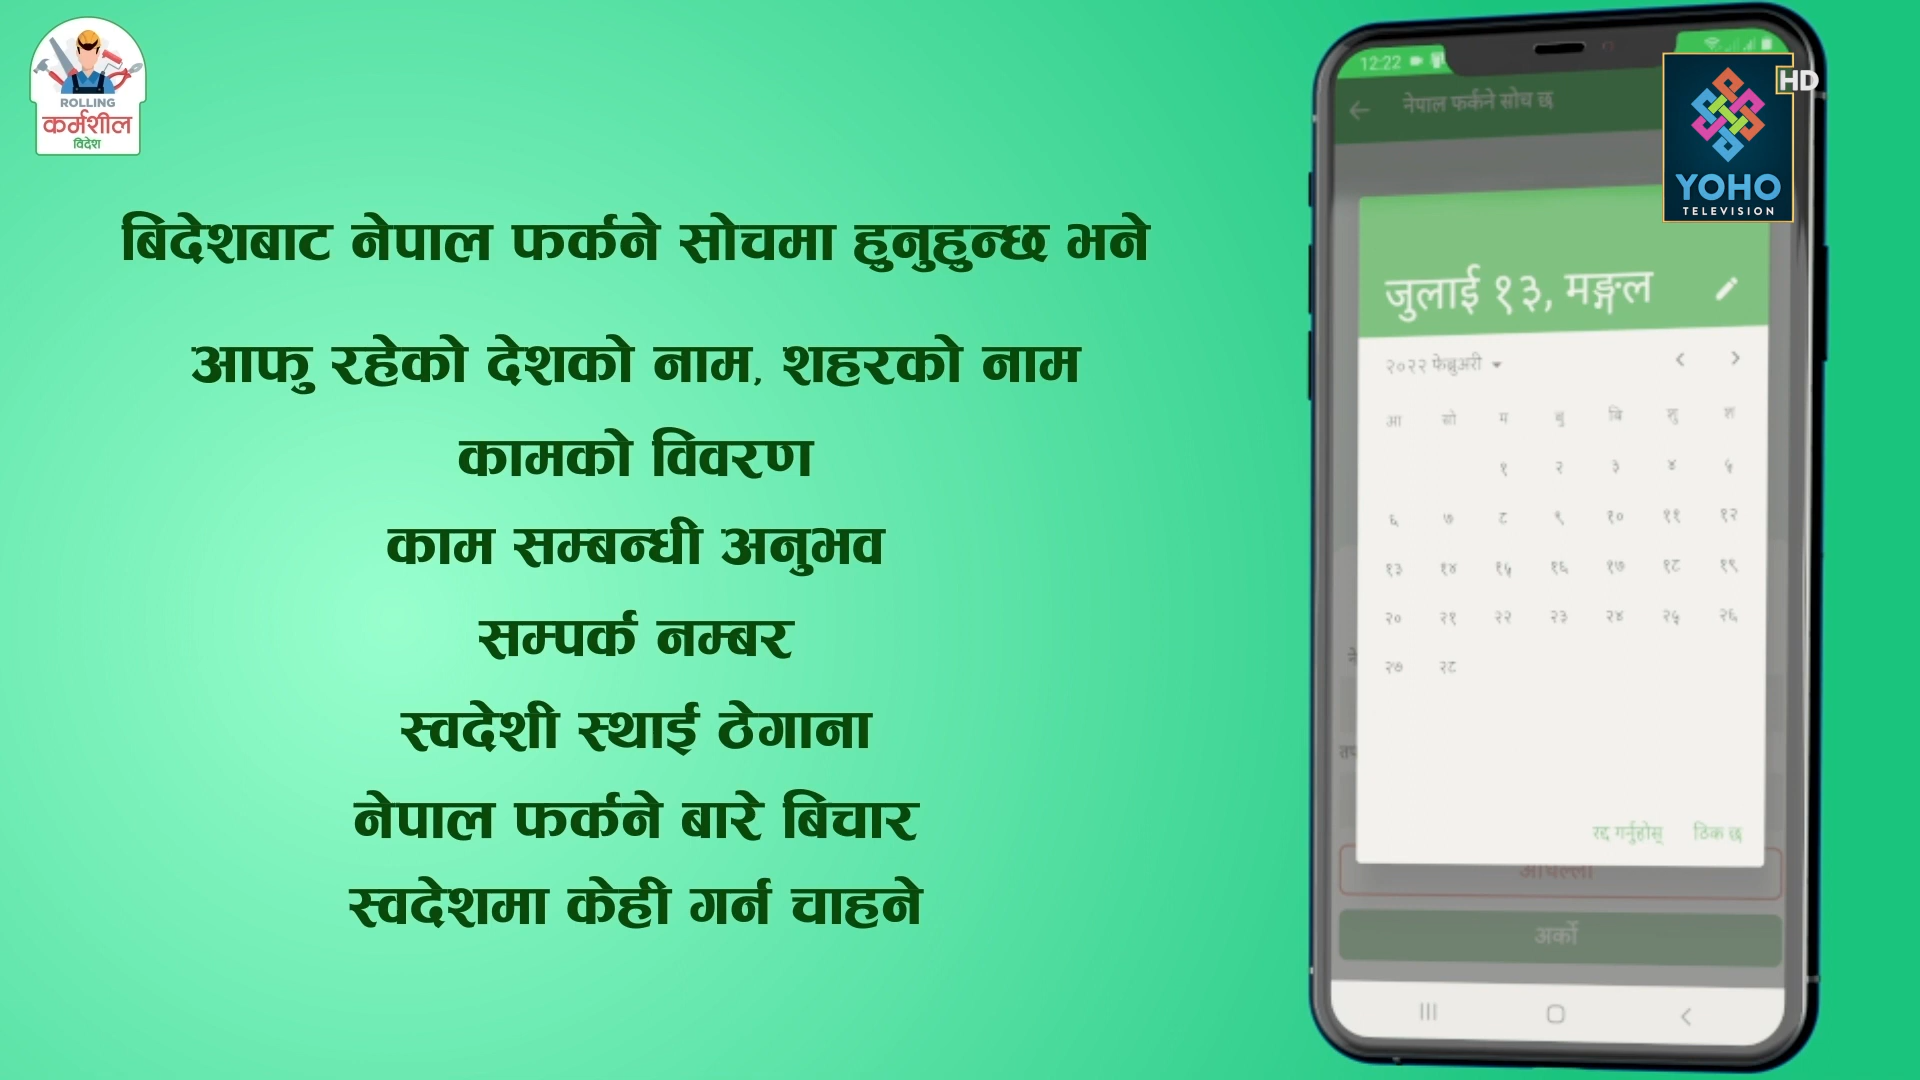 ROLLING
कर्मशील
विदेश
बिदेशबाट नेपाल फर्कने सोचमा हुनुहुन्छ भने
आफु रहेको देशको नाम, शहरको नाम
कामको विवरण
काम सम्बन्धी अनुभव
सम्पर्क नम्बर
स्वदेशी स्थाई ठेगाना
नेपाल फर्कने बारे बिचार
स्वदेशमा केही गर्न चाहने
12:22
नेपाल फर्कने सोच छ
HD
YOHO
TELEVISION
जुलाई १३, मङ्गल
२०२२ फेब्रुअरी
आ सो म बु बि शु श
१ २ ३ ४ ५
६ ७ ८ ९ १० ११ १२
१३ १४ १५ १६ १७ १८ १९
२० २१ २२ २३ २४ २५ २६
२७ २८
रद्द गर्नुहोस् ठिक छ
अर्को